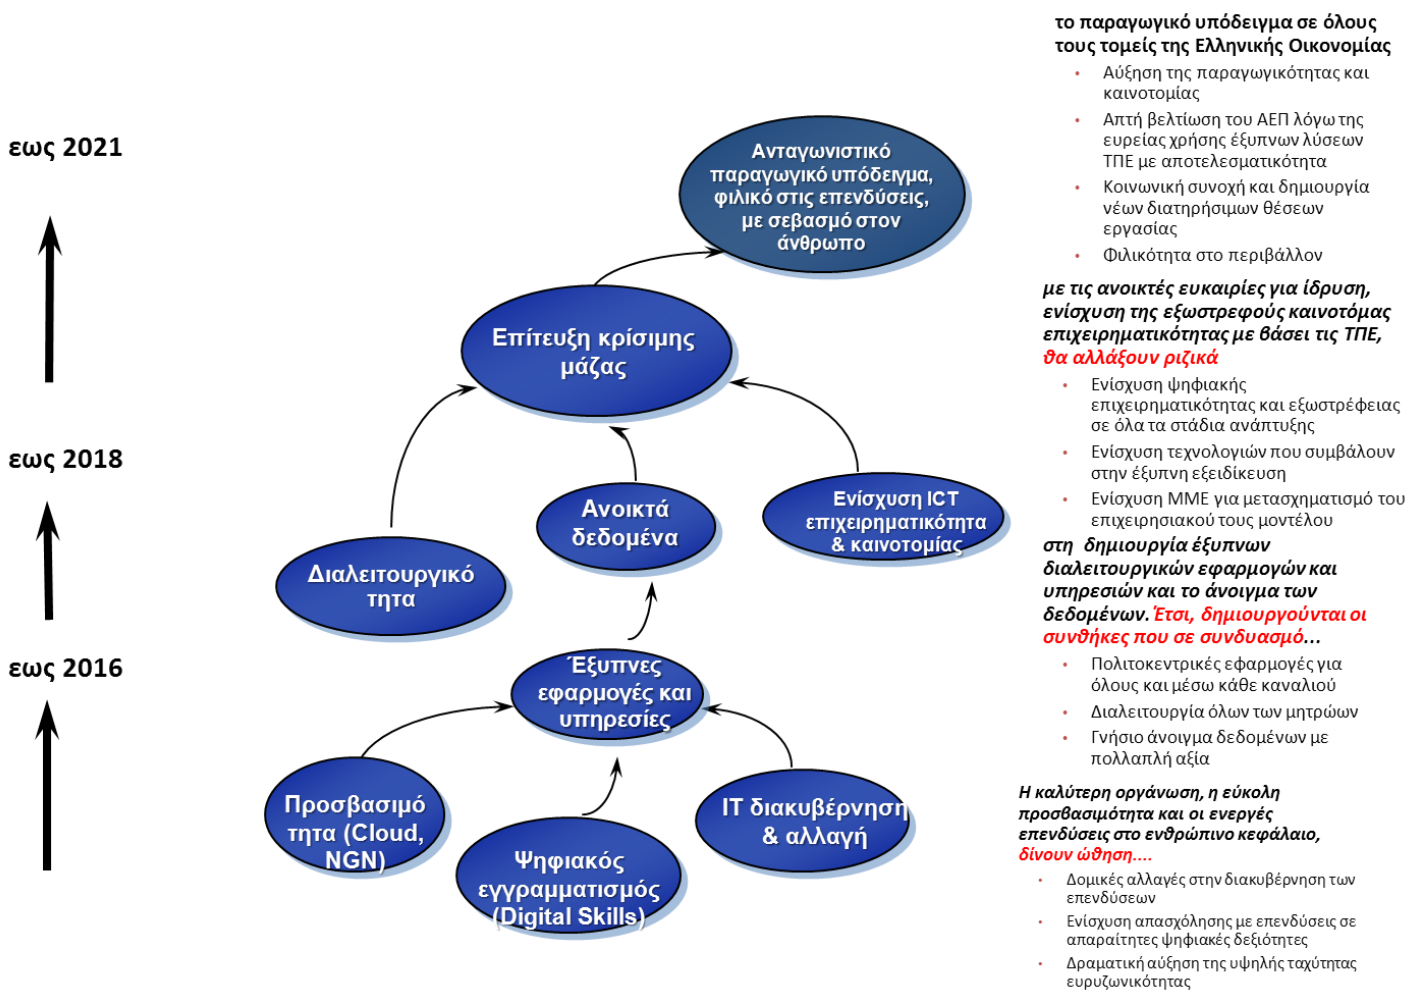 το παραγωγικό υπόδειγμα σε όλους
τους τομείς της Ελληνικής Οικονομίας
• Αύξηση της παραγωγικότητας και
καινοτομίας
• Απτή βελτίωση του ΑΕΠ λόγω της
ευρείας χρήσης έξυπνων λύσεων
ΤΠΕ με αποτελεσματικότητα
• Κοινωνική συνοχή και δημιουργία
νέων διατηρήσιμων θέσεων
εργασίας
• Φιλικότητα στο περιβάλλον
με τις ανοικτές ευκαιρίες για ίδρυση,
ενίσχυση της εξωστρεφούς καινοτόμας
επιχειρηματικότητας με βάσει τις ΤΠΕ,
θα αλλάξουν ριζικά
• Ενίσχυση ψηφιακής
επιχειρηματικότητας και εξωστρέφειας
σε όλα τα στάδια ανάπτυξης
• Ενίσχυση τεχνολογιών που συμβάλουν
στην έξυπνη εξειδίκευση
• Ενίσχυση ΜΜΕ για μετασχηματισμό του
επιχειρησιακού τους μοντέλου
στη δημιουργία έξυπνων
διαλειτουργικών εφαρμογών και
υπηρεσιών και το άνοιγμα των
δεδομένων. Έτσι, δημιουργούνται οι
συνθήκες που σε συνδυασμό...
• Πολιτοκεντρικές εφαρμογές για
όλους και μέσω κάθε καναλιού
• Διαλειτουργία όλων των μητρώων
• Γνήσιο άνοιγμα δεδομένων με
πολλαπλή αξία
Η καλύτερη οργάνωση, η εύκολη
προσβασιμότητα και οι ενεργές
επενδύσεις στο ενθρώπινο κεφάλαιο,
δίνουν ώθηση....
• Δομικές αλλαγές στην διακυβέρνηση των
επενδύσεων
• Ενίσχυση απασχόλησης με επενδύσεις σε
απαραίτητες ψηφιακές δεξιότητες
• Δραματική αύξηση της υψηλής ταχύτητας
ευρυζωνικότητας
εως 2021
Ανταγωνιστικό
παραγωγικό υπόδειγμα,
φιλικό στις επενδύσεις,
με σεβασμό στον
άνθρωπο
Επίτευξη κρίσιμης
μάζας
εως 2018
Διαλειτουργικό
τητα
Ανοικτά
δεδομένα
Ενίσχυση ICT
επιχειρηματικότητα
& καινοτομίας
εως 2016
Έξυπνες
εφαρμογές και
υπηρεσίες
Προσβασιμό
τητα (Cloud,
NGN)
Ψηφιακός
εγγραμματισμός
(Digital Skills)
IT διακυβέρνηση
& αλλαγή